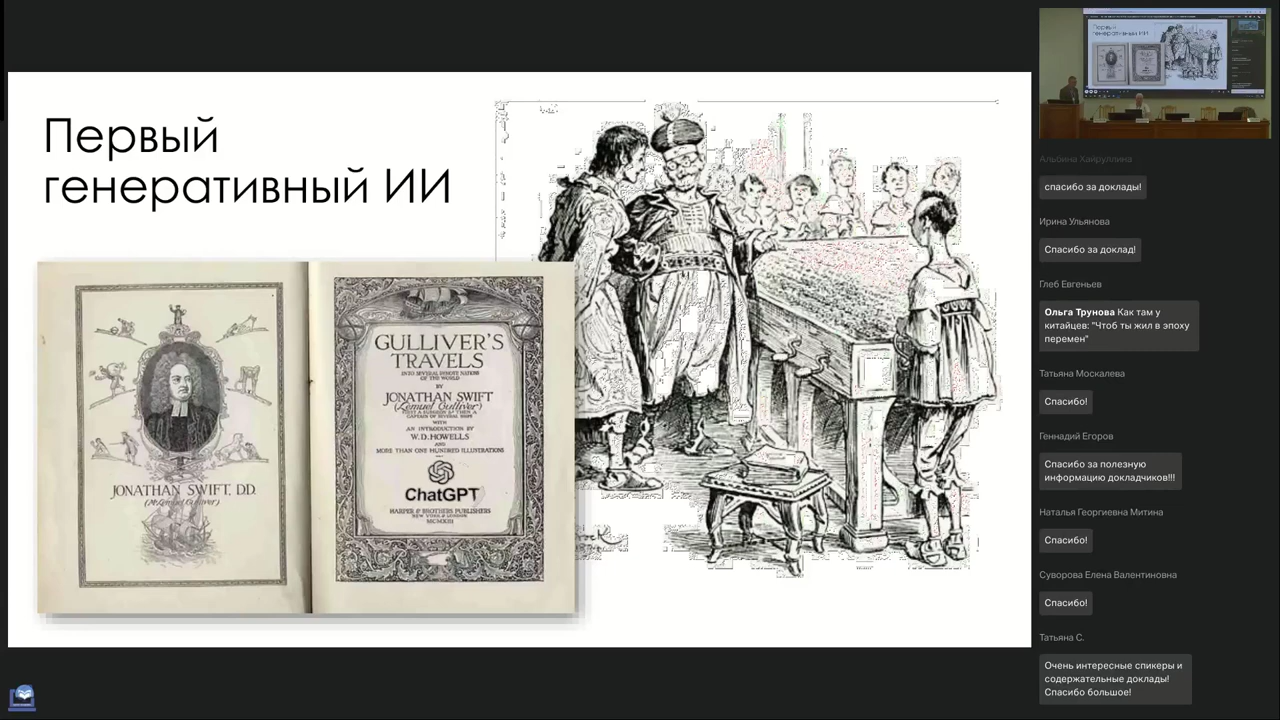 Первый
генеративный ИИ
JONATHAN SWIFT, D.D.
GULLIVER'S
TRAVELS
INTO SEVERAL REMOTE NATIONS
OF THE WORLD
BY
JONATHAN SWIFT
(Lemuel Gulliver)
WITH
AN INTRODUCTION BY
W.D.HOWELLS
AND
MORE THAN ONE HUNDRED ILLUSTRATIONS
ChatGPT
HARPER & BROTHERS PUBLISHERS
NEW YORK & LONDON
MCMXIII
Первый
генеративный ИИ
Альбина Хайруллина
спасибо за доклады!
Ирина Ульянова
Спасибо за доклад!
Глеб Евгеньев
Ольга Трунова Как там у
китайцев: "Чтоб ты жил в эпоху
перемен"
Татьяна Москалева
Спасибо!
Геннадий Егоров
Спасибо за полезную
информацию докладчиков!!!
Наталья Георгиевна Митина
Спасибо!
Суворова Елена Валентиновна
Спасибо!
Татьяна С.
Очень интересные спикеры и
содержательные доклады!
Спасибо большое!